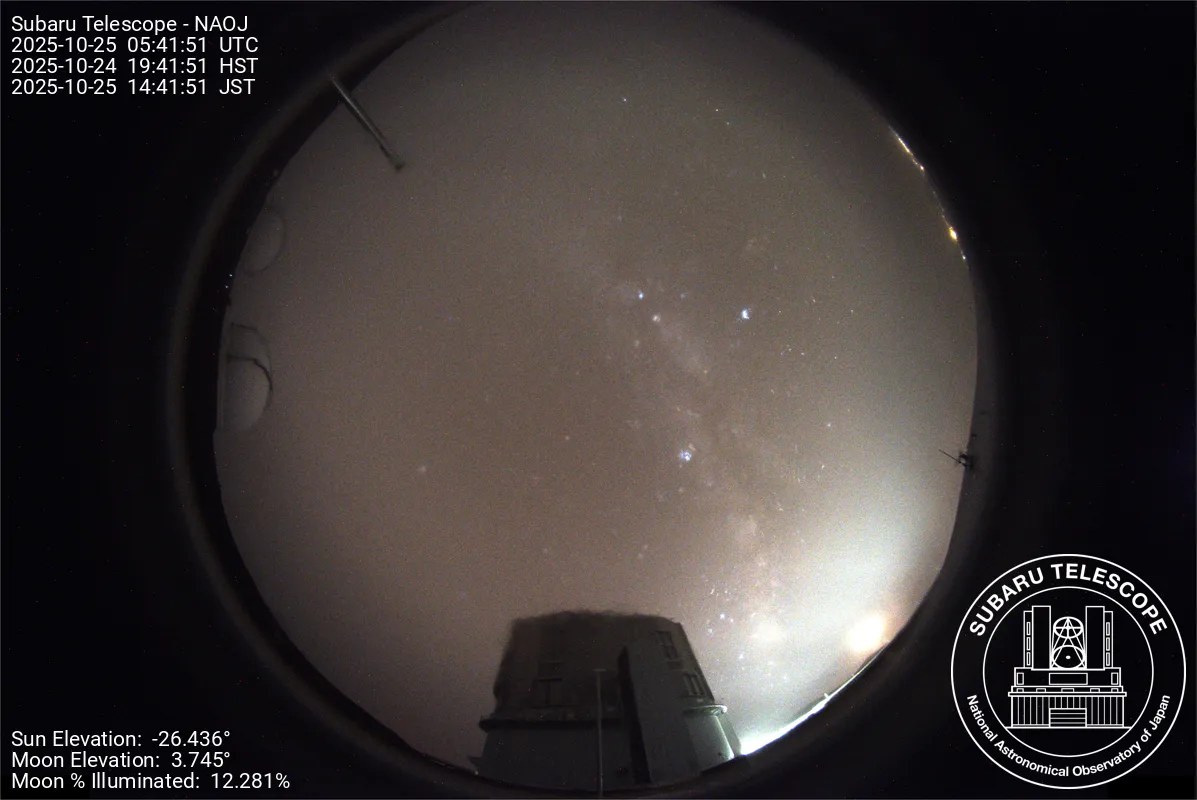 Subaru Telescope - NAOJ
2025-10-25 05:41:51 UTC
2025-10-24 19:41:51 HST
2025-10-25 14:41:51 JST
Sun Elevation: -26.436°
Moon Elevation: 3.745°
Moon % Illuminated: 12.281%
SUBARU TELESCOPE
National Astronomical Observatory of Japan